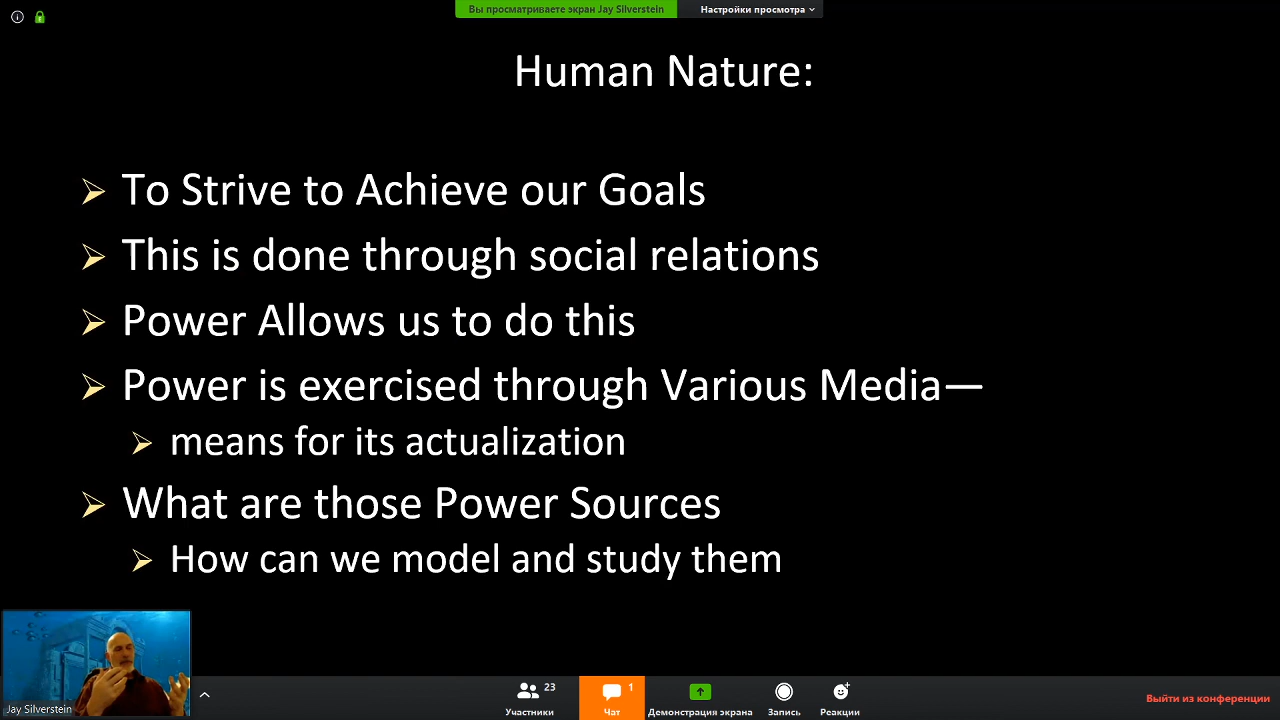 Вы просматриваете экран Jay Silverstein
Настройки просмотра
Human Nature:
To Strive to Achieve our Goals
This is done through social relations
Power Allows us to do this
Power is exercised through Various Media—
means for its actualization
What are those Power Sources
How can we model and study them
Jay Silverstein
23
Участники
1
Чат
Демонстрация экрана
Запись
Реакции
Выйти из конференции